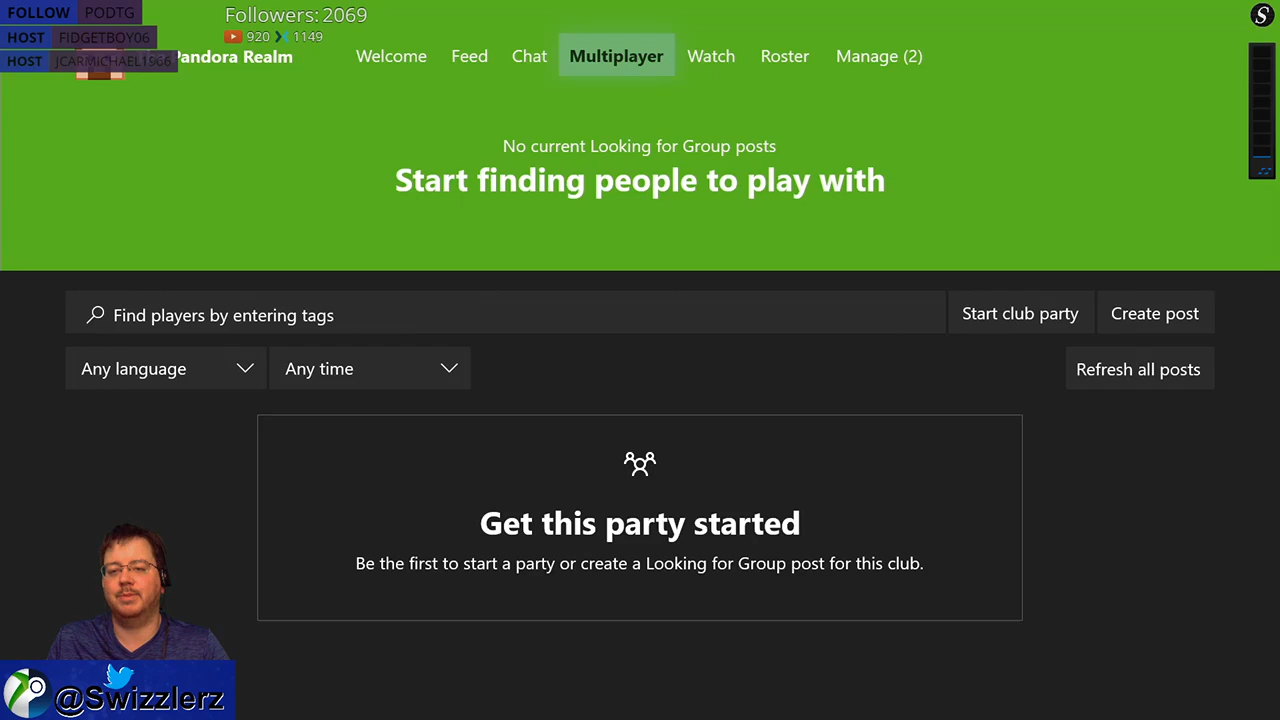 FOLLOW PODTG
Followers: 2069
HOST FIDGETBOY06
920 1149
HOST JCARMICHAEL1966
Pandora Realm
Welcome Feed Chat Multiplayer Watch Roster Manage (2)
No current Looking for Group posts
Start finding people to play with
Find players by entering tags
Start club party
Create post
Any language
Any time
Refresh all posts
Get this party started
Be the first to start a party or create a Looking for Group post for this club.
@Swizzlerz